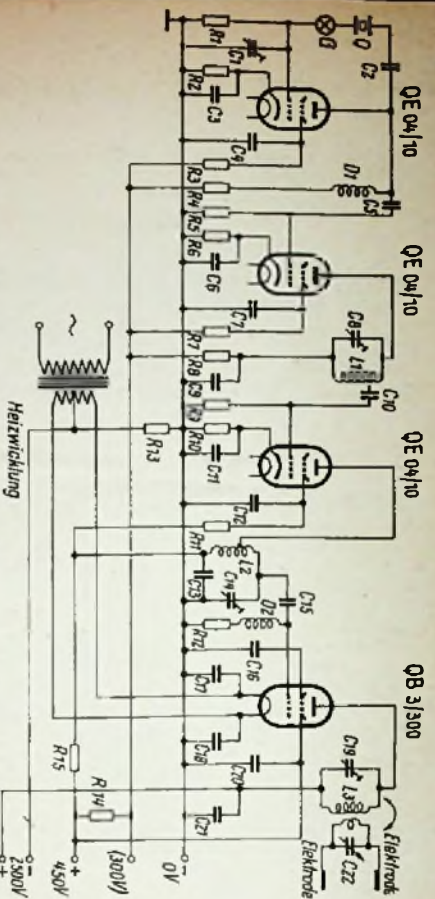 QE 04/10
QE 04/10
QE 04/10
QB 3/300
C2
Q
G
R1
C1
R2
C3
C4
R3
D1
C5
R4
R5
R6
C6
C7
R7
R8
C9
C8
L1
C10
R10
C11
C12
R11
L2
C13
C14
C15
D2
R12
C16
C17
C18
C19
L3
C20
C21
C22
Elektrode
Elektrode
R13
R14
R15
~
Heizwicklung
- 0V
(300V)
+ 450V
- 2500V
+